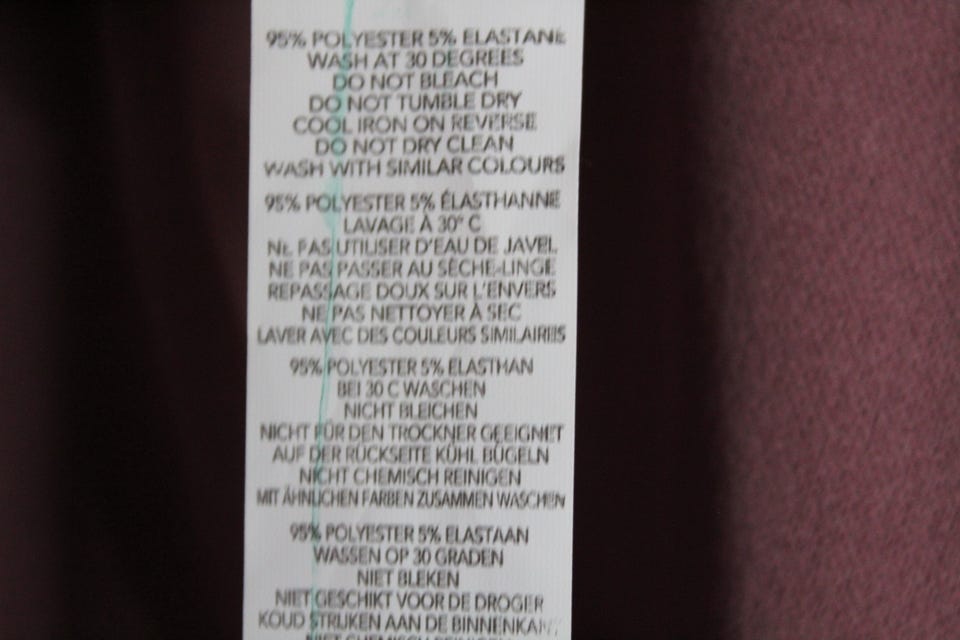 95% POLYESTER 5% ELASTANE
WASH AT 30 DEGREES
DO NOT BLEACH
DO NOT TUMBLE DRY
COOL IRON ON REVERSE
DO NOT DRY CLEAN
WASH WITH SIMILAR COLOURS
95% POLYESTER 5% ÉLASTHANNE
LAVAGE À 30° C
NE PAS UTILISER D'EAU DE JAVEL
NE PAS PASSER AU SÈCHE-LINGE
REPASSAGE DOUX SUR L'ENVERS
NE PAS NETTOYER À SEC
LAVER AVEC DES COULEURS SIMILAIRES
95% POLYESTER 5% ELASTHAN
BEI 30 C WASCHEN
NICHT BLEICHEN
NICHT FÜR DEN TROCKNER GEEIGNET
AUF DER RÜCKSEITE KÜHL BÜGELN
NICHT CHEMISCH REINIGEN
MIT ÄHNLICHEN FARBEN ZUSAMMEN WASCHEN
95% POLYESTER 5% ELASTAAN
WASSEN OP 30 GRADEN
NIET BLEKEN
NIET GESCHIKT VOOR DE DROGER
KOUD STRIJKEN AAN DE BINNENKANT
NIET CHEMISCH REINIGEN